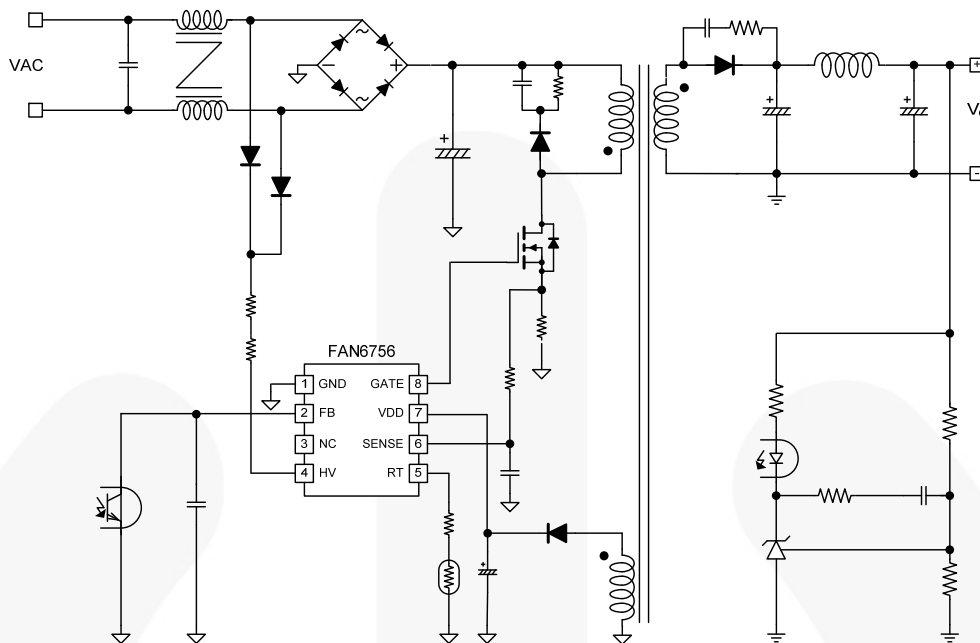 VAC
~
−
+
~
+
+
+
+
V
−
FAN6756
1 GND
GATE 8
2 FB
VDD 7
3 NC
SENSE 6
4 HV
RT 5
+